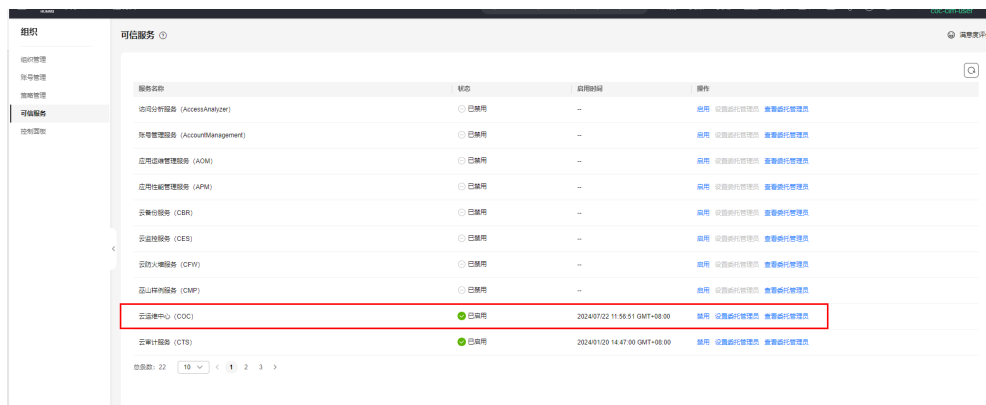 coc-cim-user
组织
可信服务
满意度评
组织管理
账号管理
策略管理
可信服务
控制面板
服务名称 状态 启用时间 操作
访问分析服务（AccessAnalyzer） 已禁用 -- 启用 设置委托管理员 查看委托管理员
账号管理服务（AccountManagement） 已禁用 -- 启用 设置委托管理员 查看委托管理员
应用运维管理服务（AOM） 已禁用 -- 启用 设置委托管理员 查看委托管理员
应用性能管理服务（APM） 已禁用 -- 启用 设置委托管理员 查看委托管理员
云备份服务（CBR） 已禁用 -- 启用 设置委托管理员 查看委托管理员
云监控服务（CES） 已禁用 -- 启用 设置委托管理员 查看委托管理员
云防火墙服务（CFW） 已禁用 -- 启用 设置委托管理员 查看委托管理员
巫山样例服务（CMP） 已禁用 -- 启用 设置委托管理员 查看委托管理员
云运维中心（COC） 已启用 2024/07/22 11:56:51 GMT+08:00 禁用 设置委托管理员 查看委托管理员
云审计服务（CTS） 已启用 2024/01/20 14:47:00 GMT+08:00 禁用 设置委托管理员 查看委托管理员
总条数: 22 10 < 1 2 3 >